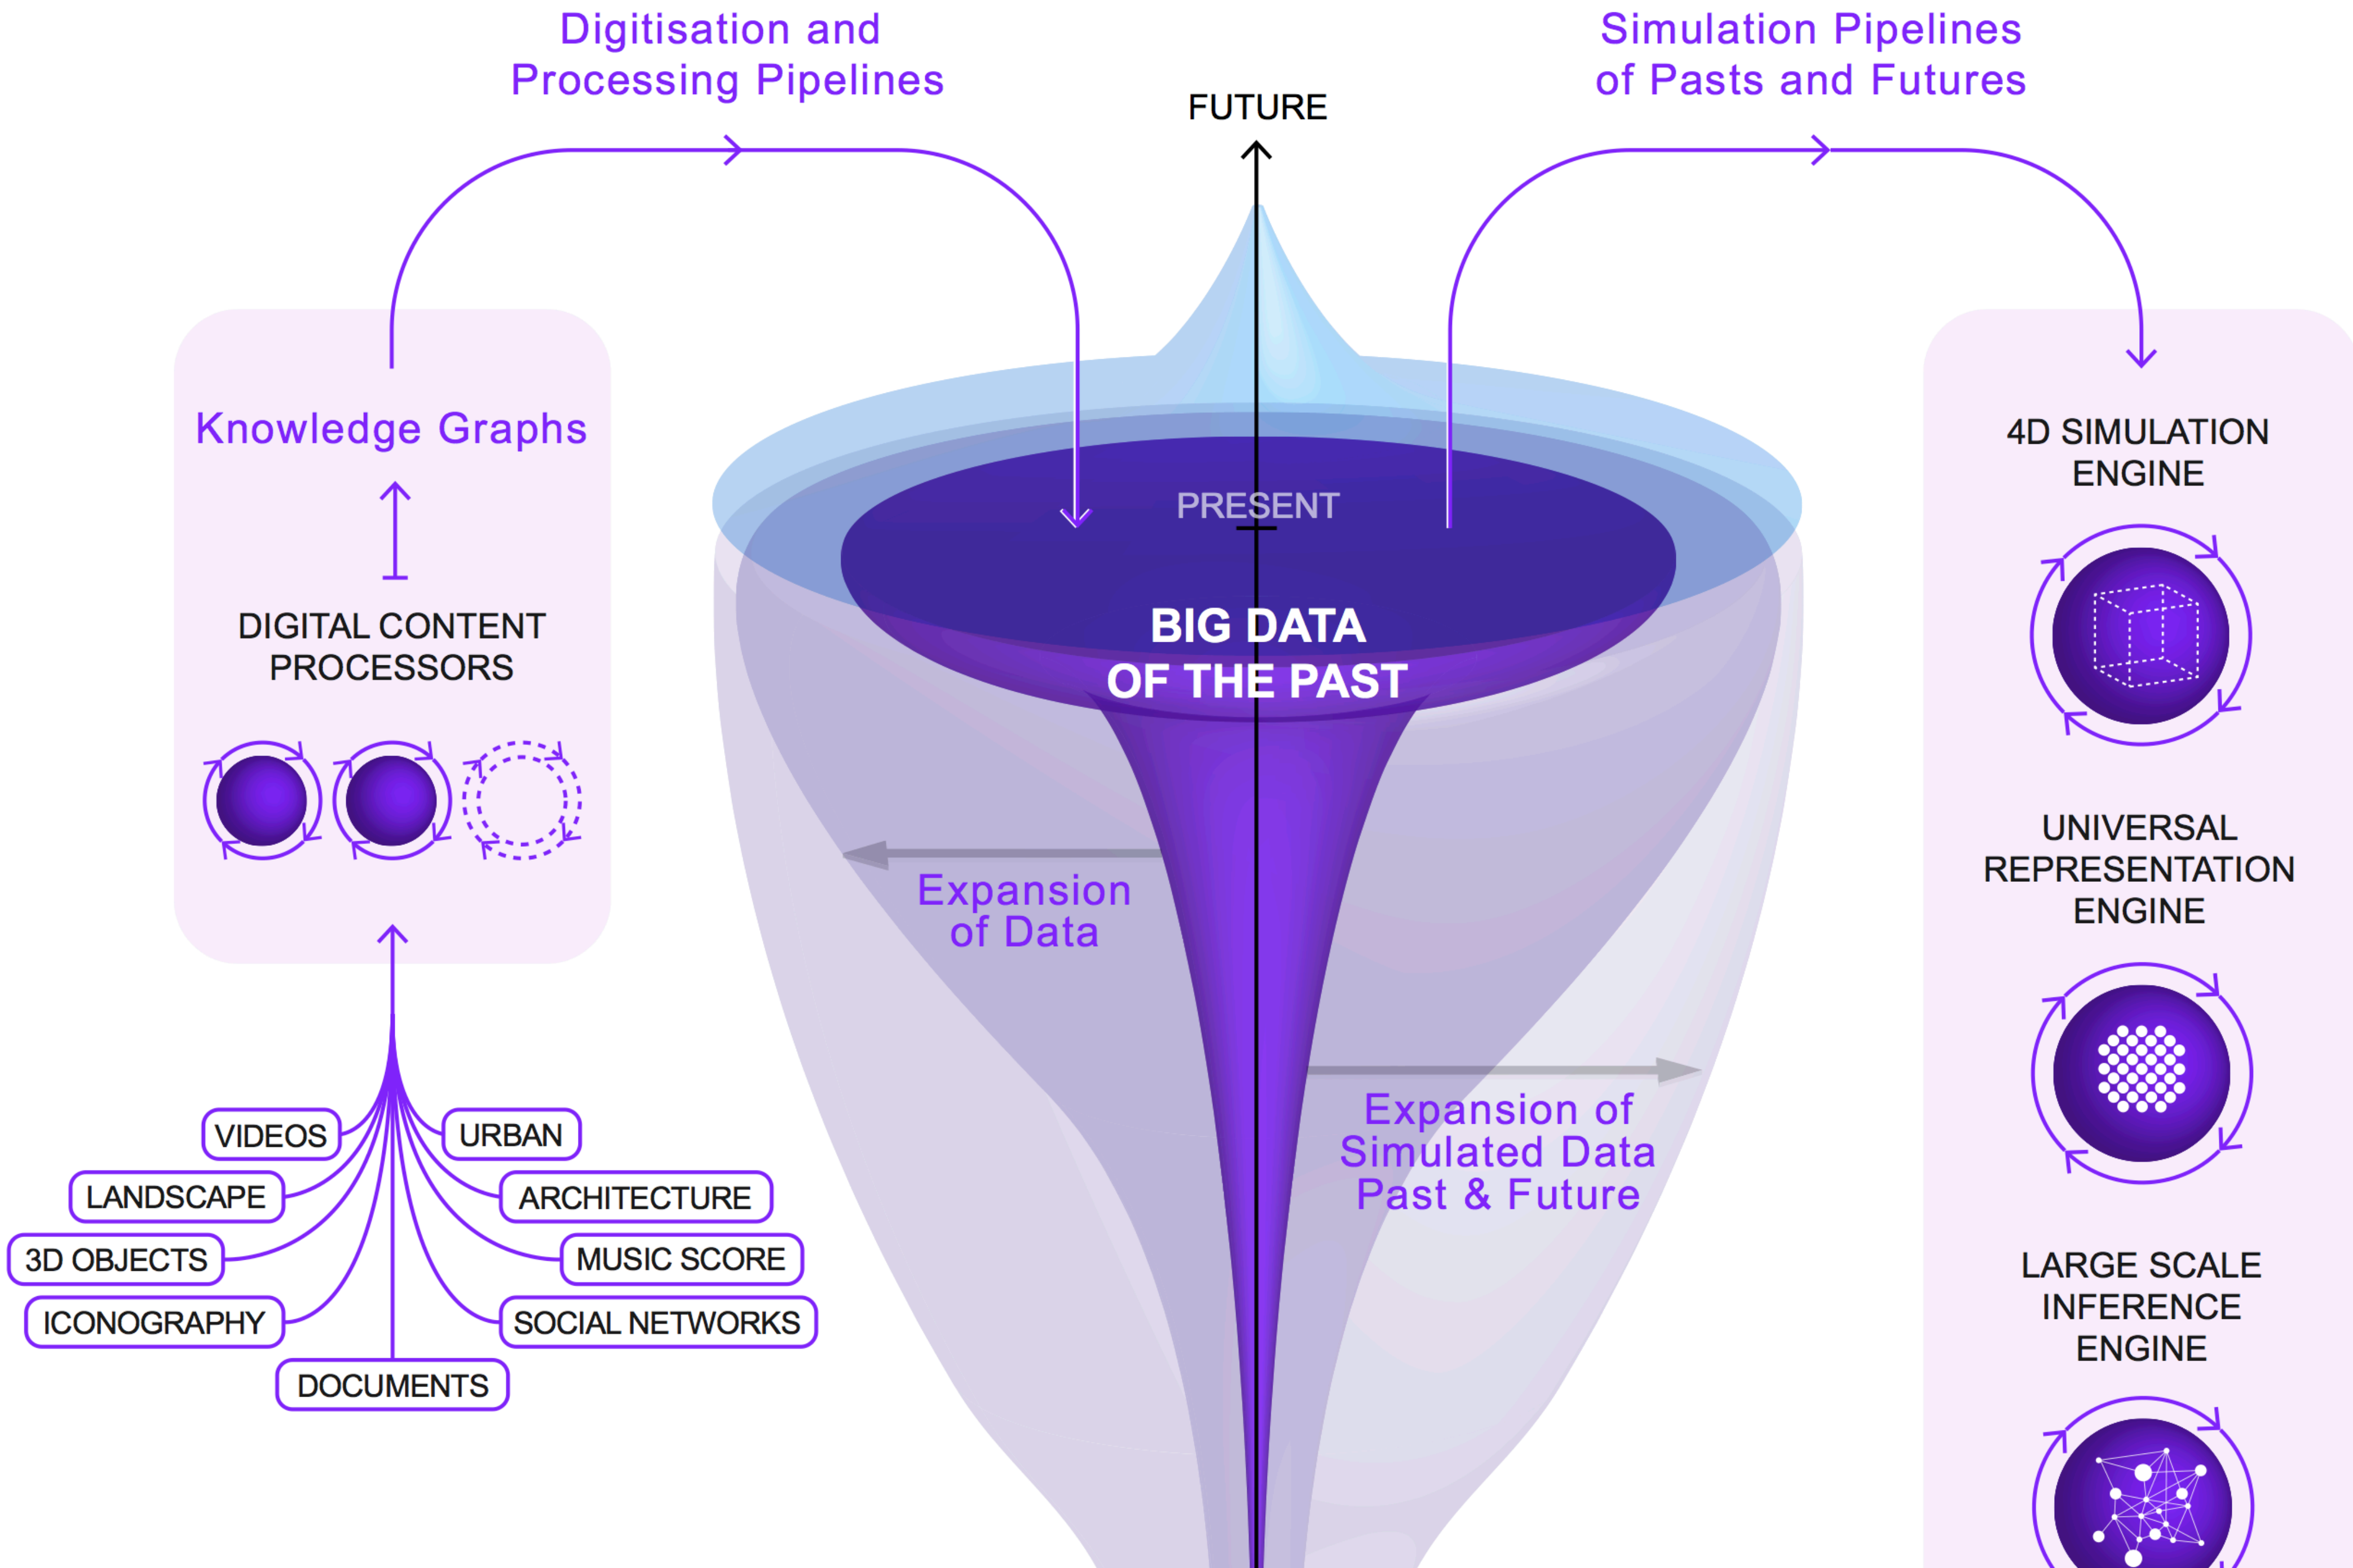 Digitisation and
Processing Pipelines
Simulation Pipelines
of Pasts and Futures
FUTURE
Knowledge Graphs
DIGITAL CONTENT
PROCESSORS
VIDEOS
URBAN
LANDSCAPE
ARCHITECTURE
3D OBJECTS
MUSIC SCORE
ICONOGRAPHY
SOCIAL NETWORKS
DOCUMENTS
PRESENT
BIG DATA
OF THE PAST
Expansion
of Data
Expansion of
Simulated Data
Past & Future
4D SIMULATION
ENGINE
UNIVERSAL
REPRESENTATION
ENGINE
LARGE SCALE
INFERENCE
ENGINE